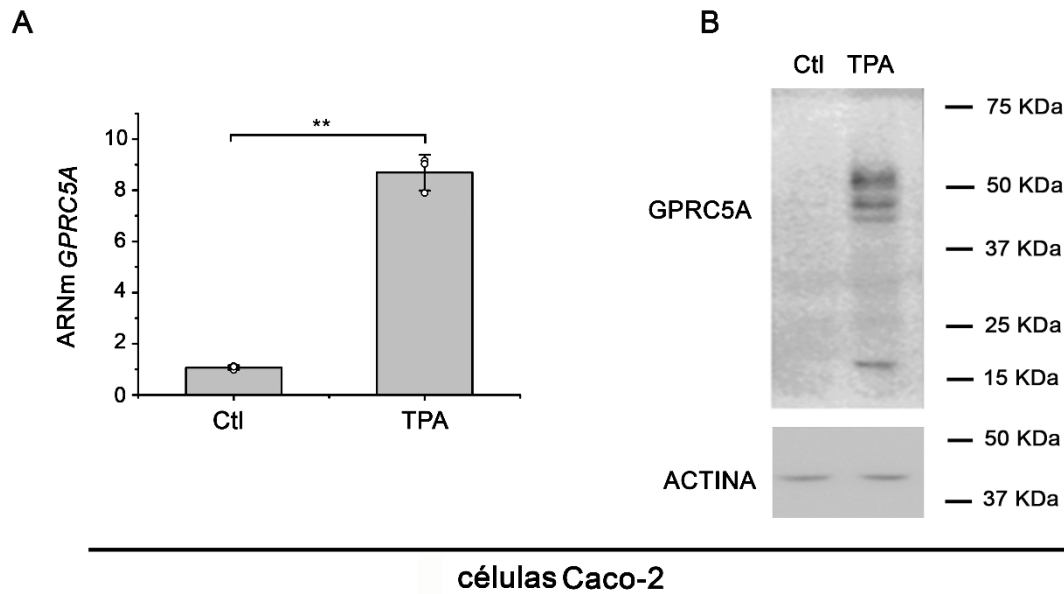 A
**
ARNm GPRC5A
10
8
6
4
2
0
Ctl
TPA
B
Ctl TPA
GPRC5A
75 KDa
50 KDa
37 KDa
25 KDa
15 KDa
ACTINA
50 KDa
37 KDa
células Caco-2